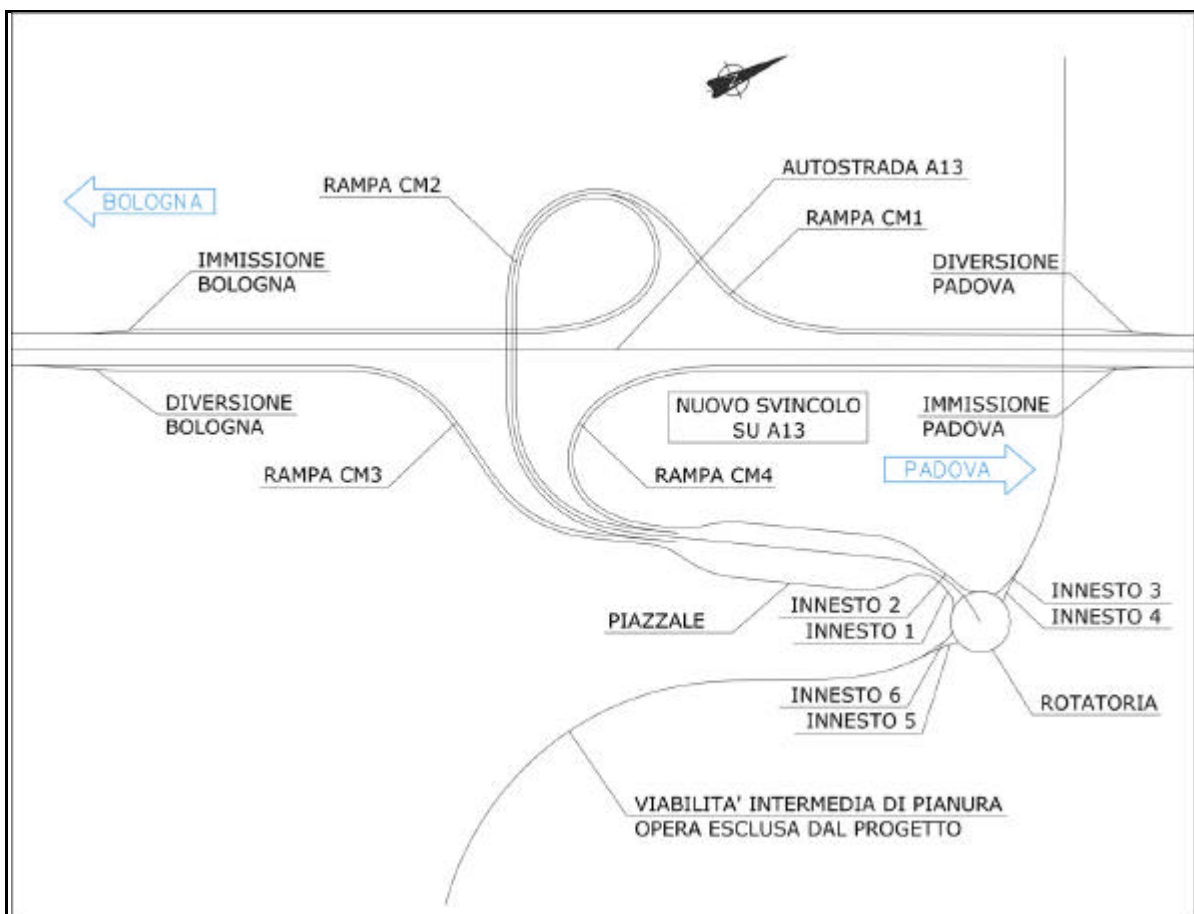 AUTOSTRADA A13
RAMPA CM2
BOLOGNA
RAMPA CM1
IMMISSIONE
BOLOGNA
DIVERSIONE
PADOVA
DIVERSIONE
BOLOGNA
NUOVO SVINCOLO
SU A13
IMMISSIONE
PADOVA
RAMPA CM3
RAMPA CM4
PADOVA
INNESTO 3
INNESTO 2
INNESTO 4
PIAZZALE
INNESTO 1
INNESTO 6
ROTATORIA
INNESTO 5
VIABILITA' INTERMEDIA DI PIANURA
OPERA ESCLUSA DAL PROGETTO